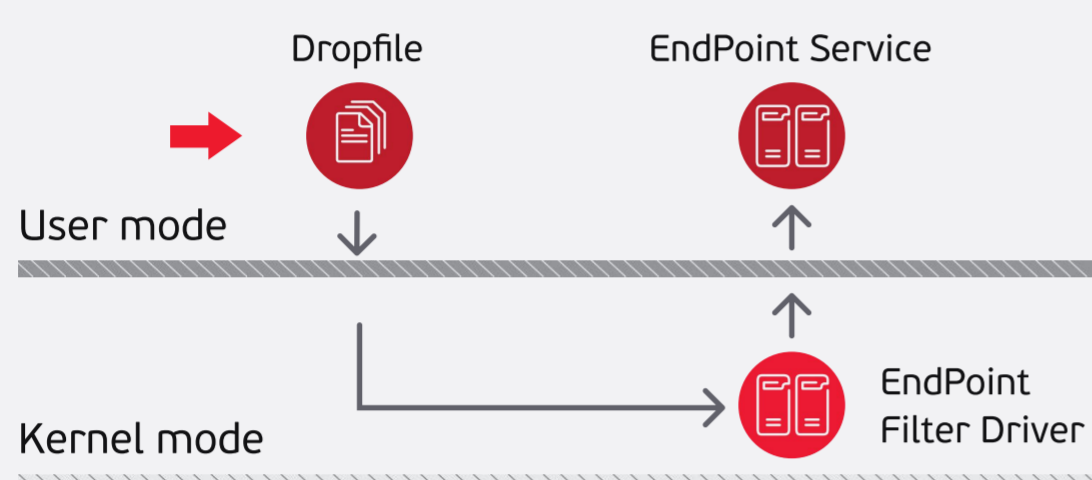 Dropfile
EndPoint Service
User mode
EndPoint
Filter Driver
Kernel mode